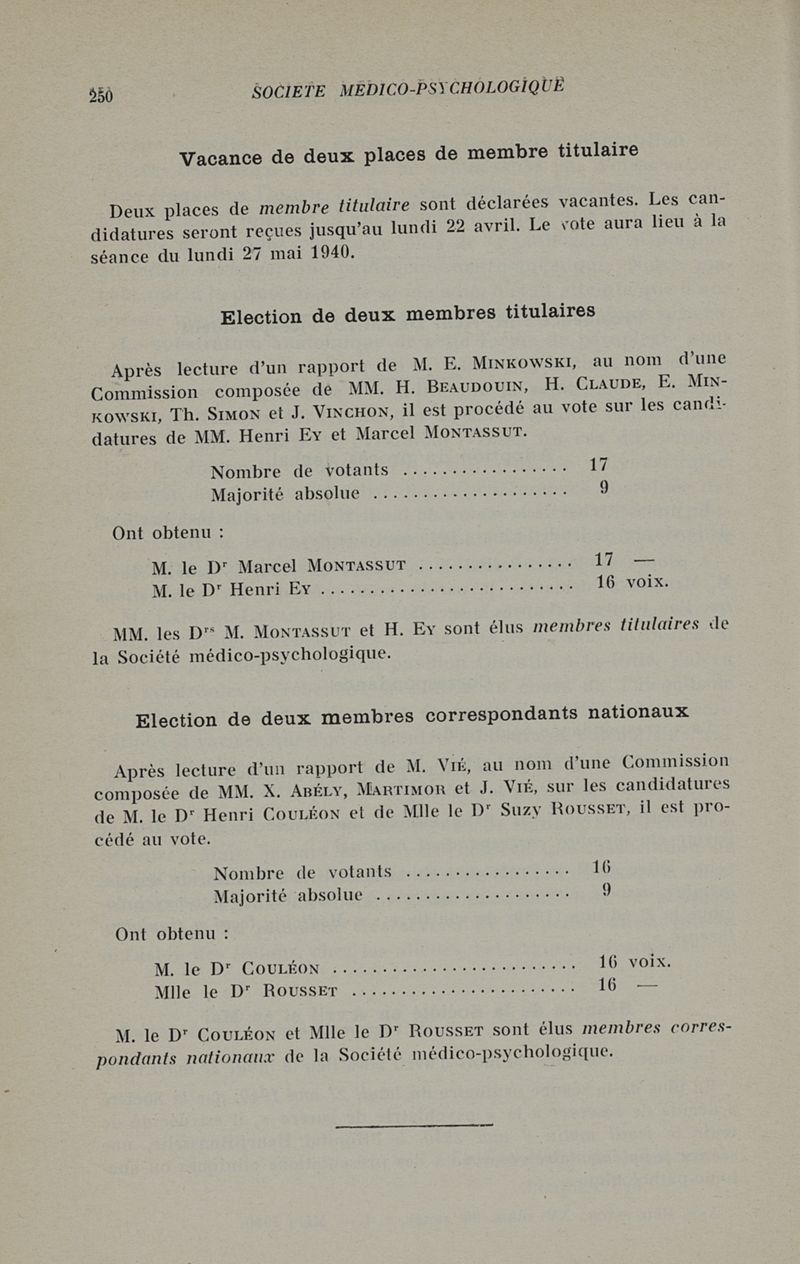 250 SOCIETE MEDICO-PSYCHOLOGIQUE
Vacance de deux places de membre titulaire
Deux places de membre titulaire sont déclarées vacantes. Les can-
didatures seront reçues jusqu'au lundi 22 avril. Le vote aura lieu à la
séance du lundi 27 mai 1940.
Election de deux membres titulaires
Après lecture d'un rapport de M. E. MINKOWSKI, au nom d'une
Commission composée de MM. H. BEAUDOUIN, H. CLAUDE, E. MIN-
KOWSKI, Th. SIMON et J. VINCHON, il est procédé au vote sur les candi-
datures de MM. Henri EY et Marcel MONTASSUT.
Nombre de votants ................. 17
Majorité absolue .................... 9
Ont obtenu :
M. le Dr Marcel MONTASSUT ................ 17 —
M. le Dr Henri EY .......................... 16 voix.
MM. les Drs M. MONTASSUT et H. EY sont élus membres titulaires de
la Société médico-psychologique.
Election de deux membres correspondants nationaux
Après lecture d'un rapport de M. VIÉ, au nom d'une Commission
composée de MM. X. ABÉLY, MARTIMOR et J. VIÉ, sur les candidatures
de M. le Dr Henri COULÉON et de Mlle le Dr Suzy ROUSSET, il est pro-
cédé au vote.
Nombre de votants ................. 16
Majorité absolue .................... 9
Ont obtenu :
M. le Dr COULÉON ......................... 16 voix.
Mlle le Dr ROUSSET ....................... 16 —
M. le Dr COULÉON et Mlle le Dr ROUSSET sont élus membres corres-
pondants nationaux de la Société médico-psychologique.